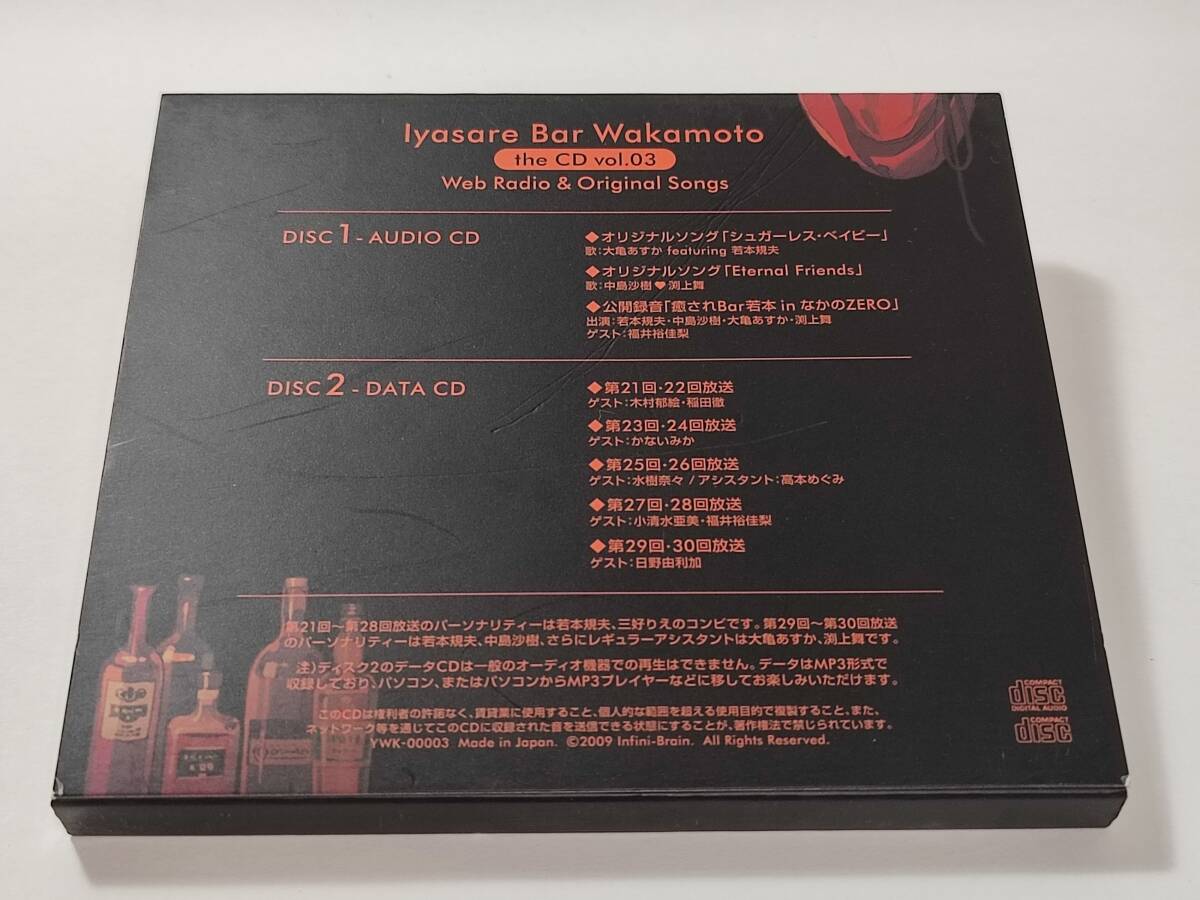 Iyasare Bar Wakamoto
the CD vol.03
Web Radio & Original Songs
DISC 1 - AUDIO CD
◆オリジナルソング「シュガーレス・ベイビー」
歌：大亀あすか featuring 若本規夫
◆オリジナルソング「Eternal Friends」
歌：中島沙樹♥渕上舞
◆公開録音「癒されBar若本 in なかのZERO」
出演：若本規夫・中島沙樹・大亀あすか・渕上舞
ゲスト：福井裕佳梨
DISC 2 - DATA CD
◆第21回・22回放送
ゲスト：木村郁絵・稲田徹
◆第23回・24回放送
ゲスト：かないみか
◆第25回・26回放送
ゲスト：水樹奈々 / アシスタント：高本めぐみ
◆第27回・28回放送
ゲスト：小清水亜美・福井裕佳梨
◆第29回・30回放送
ゲスト：日野由利加
第21回～第28回放送のパーソナリティーは若本規夫、三好りえのコンビです。第29回～第30回放送
のパーソナリティーは若本規夫、中島沙樹、さらにレギュラーアシスタントは大亀あすか、渕上舞です。
注）ディスク2のデータCDは一般のオーディオ機器での再生はできません。データはMP3形式で
収録しており、パソコン、またはパソコンからMP3プレイヤーなどに移してお楽しみいただけます。
このCDは権利者の許諾なく、賃貸業に使用すること、個人的な範囲を超える使用目的で複製すること、また、
ネットワーク等を通じてこのCDに収録された音を送信できる状態にすることが、著作権法で禁じられています。
YWK-00003 Made in Japan. ©2009 Infini-Brain. All Rights Reserved.
COMPACT
disc
DIGITAL AUDIO
COMPACT
disc